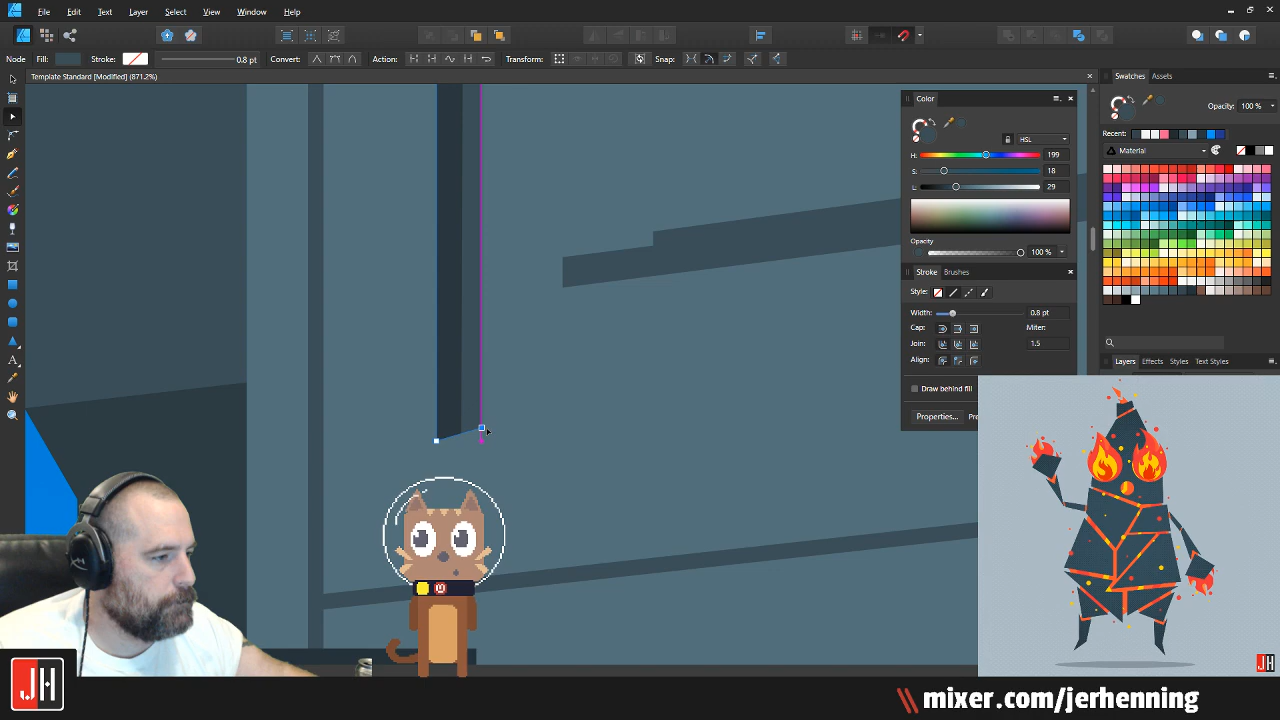 File Edit Text Layer Select View Window Help
Node Fill: Stroke: 0.8 pt Convert: Action: Transform: Snap:
Template Standard [Modified] (871.2%)
Color
HSL
H: 199
S: 18
L: 29
Opacity
100 %
Stroke Brushes
Style:
Width: 0.8 pt
Cap: Miter:
Join: 1.5
Align:
Draw behind fill
Properties...
Swatches Assets
Opacity: 100 %
Recent:
Material
Layers Effects Styles Text Styles
JH
JH
\\ mixer.com/jerhenning